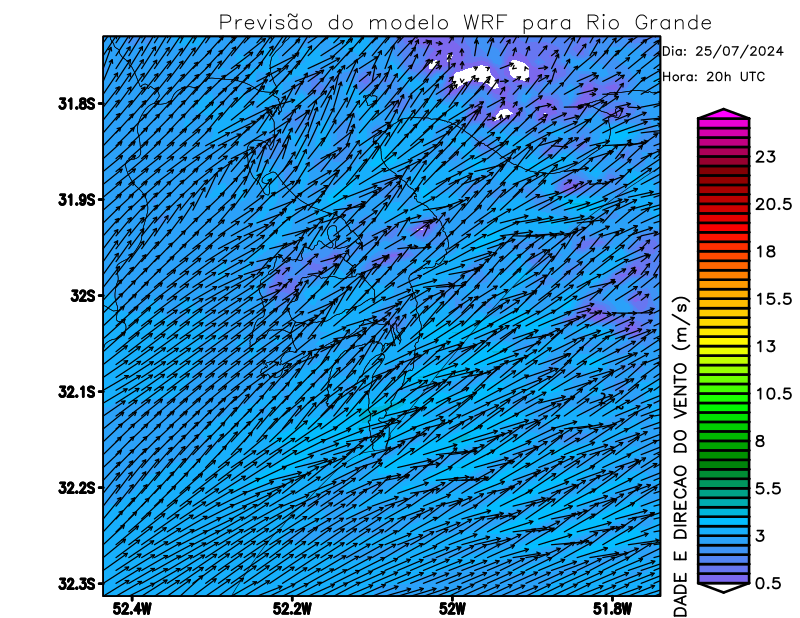 Previsão do modelo WRF para Rio Grande
Dia: 25/07/2024
Hora: 20h UTC
31.8S
31.9S
32S
32.1S
32.2S
32.3S
52.4W
52.2W
52W
51.8W
DADE E DIRECAO DO VENTO (m/s)
23
20.5
18
15.5
13
10.5
8
5.5
3
0.5